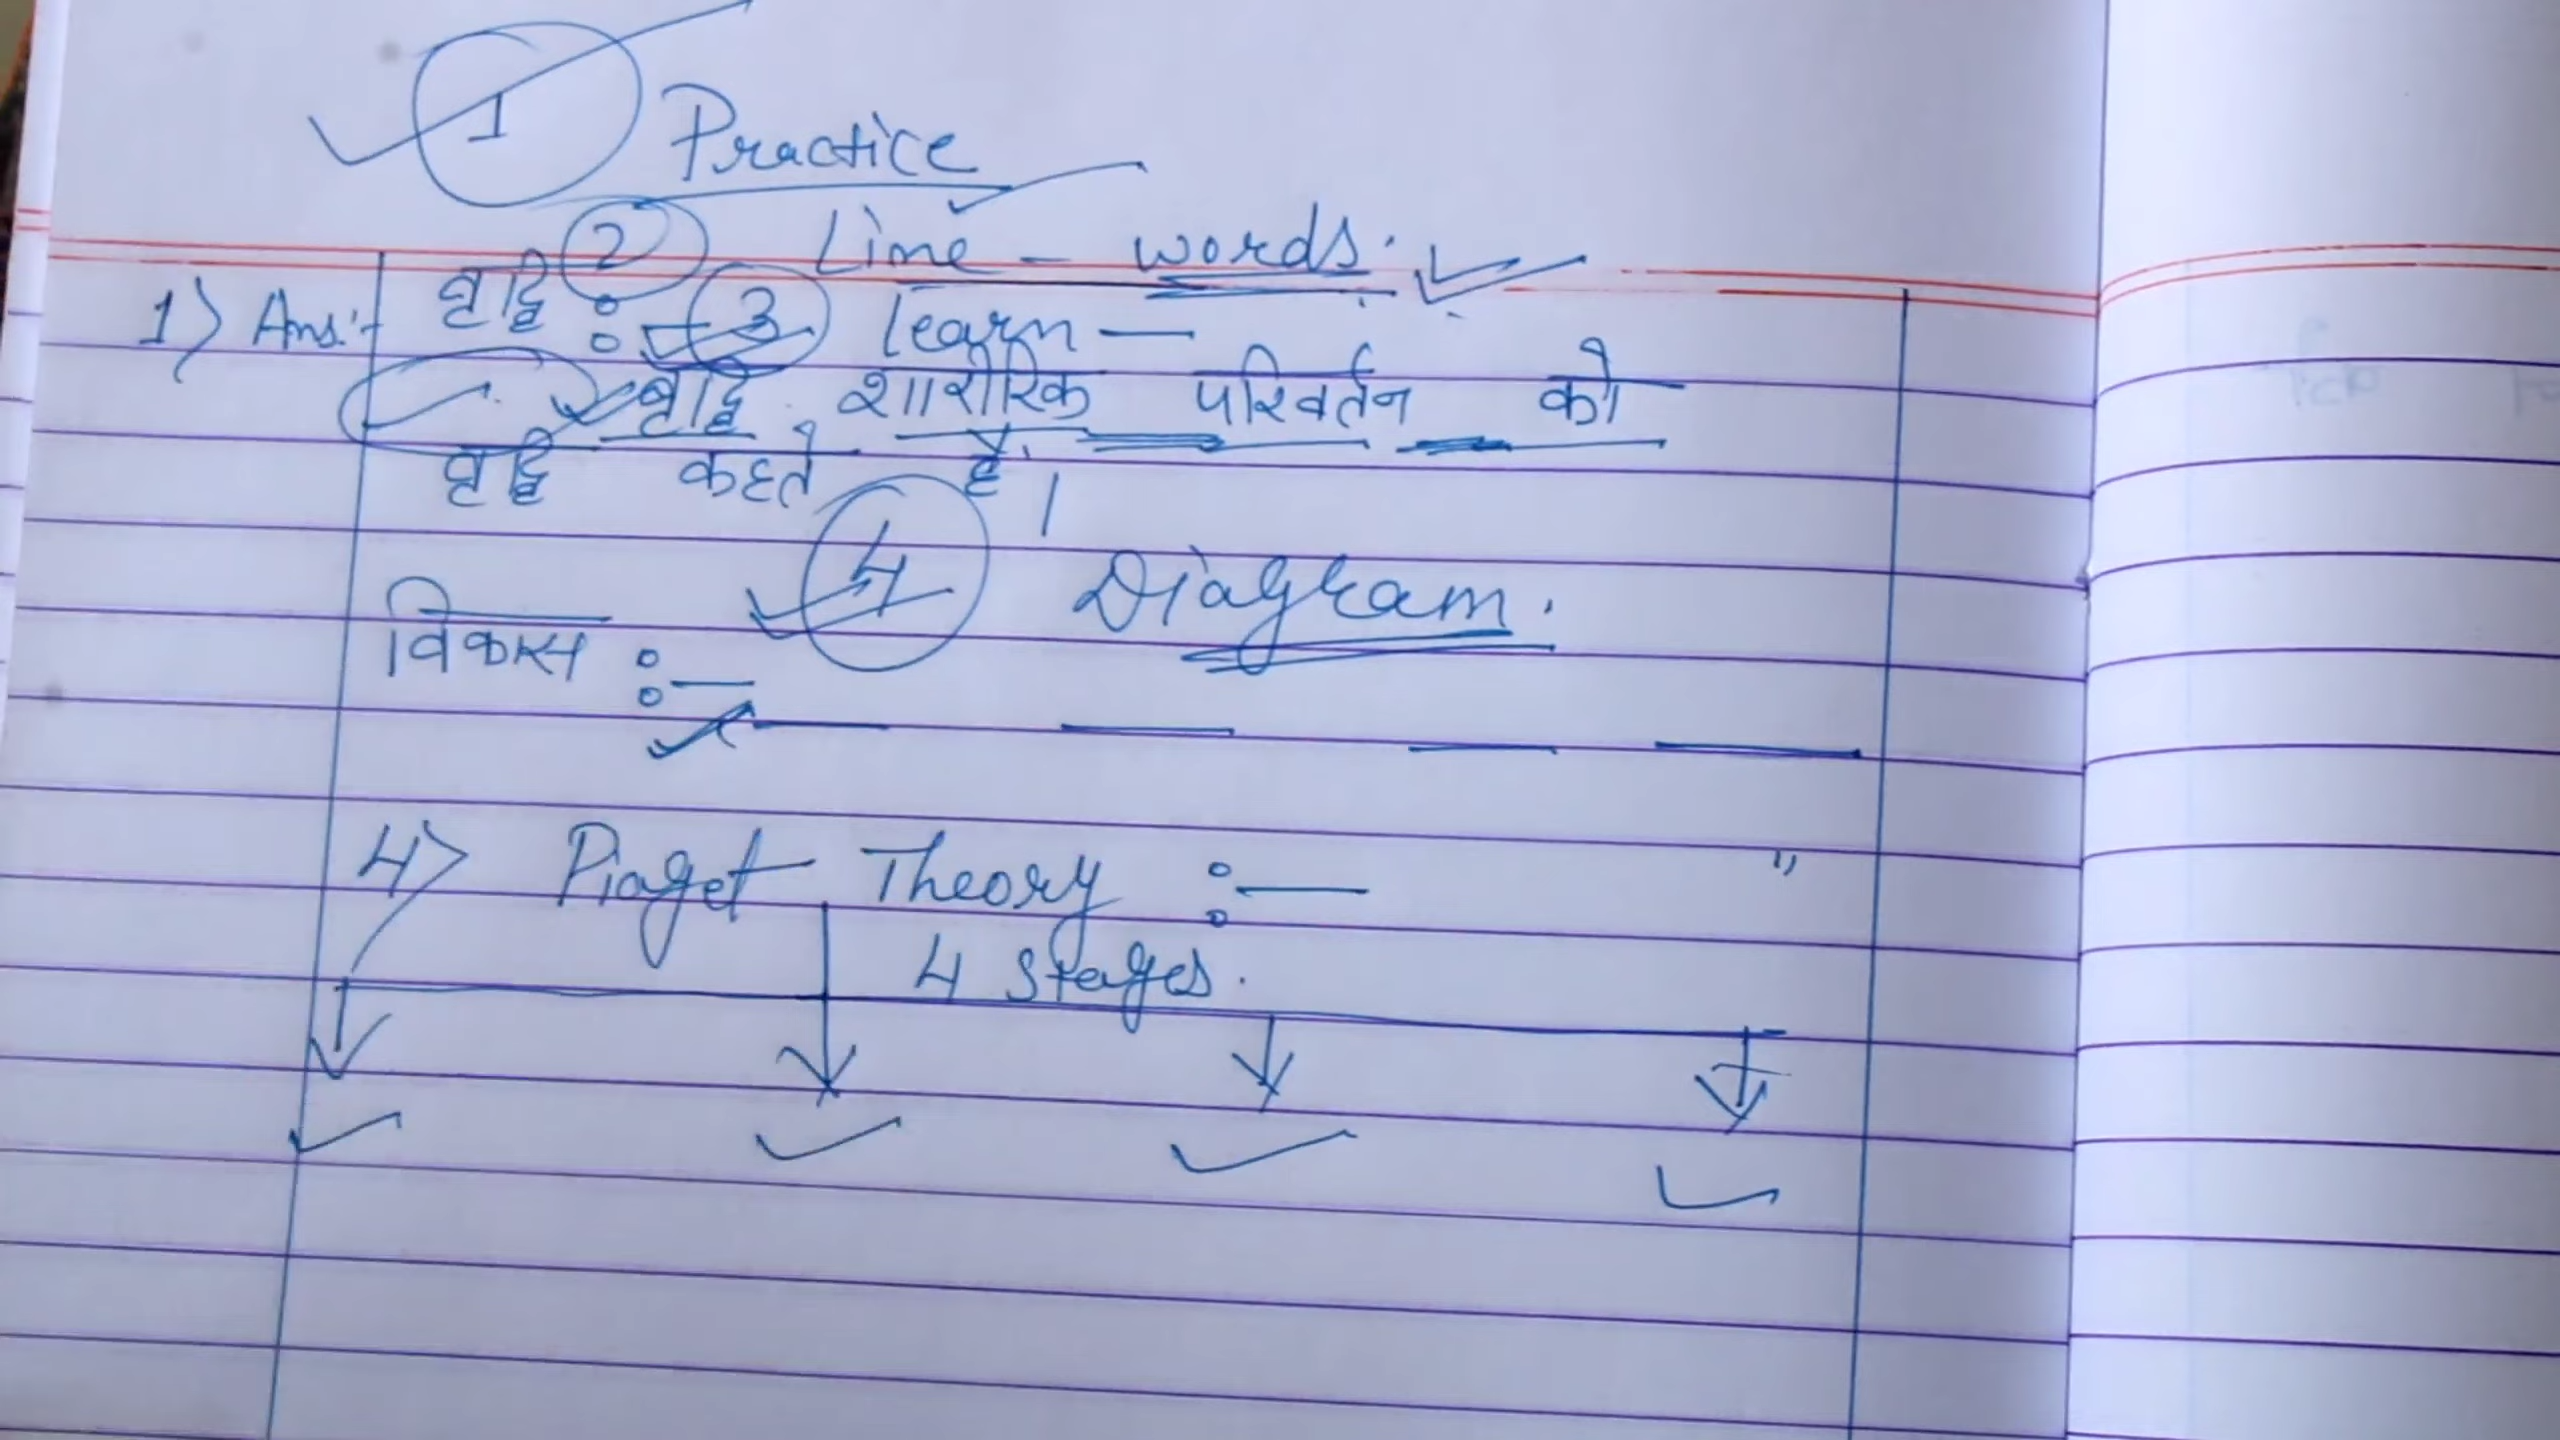 1 Practice
2 Line - words.
1) Ans:- वृद्धि :- 3 learn —
वृद्धि शारीरिक परिवर्तन को
वृद्धि कहते हैं।
4 Diagram.
विकास :-
4) Piaget Theory :- "
4 stages.